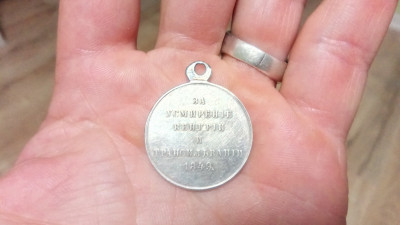 ЗА
УСМИРЕНІЕ
ВЕНГРІИ
И
ТРАНСИЛЬВАНІИ
1849.